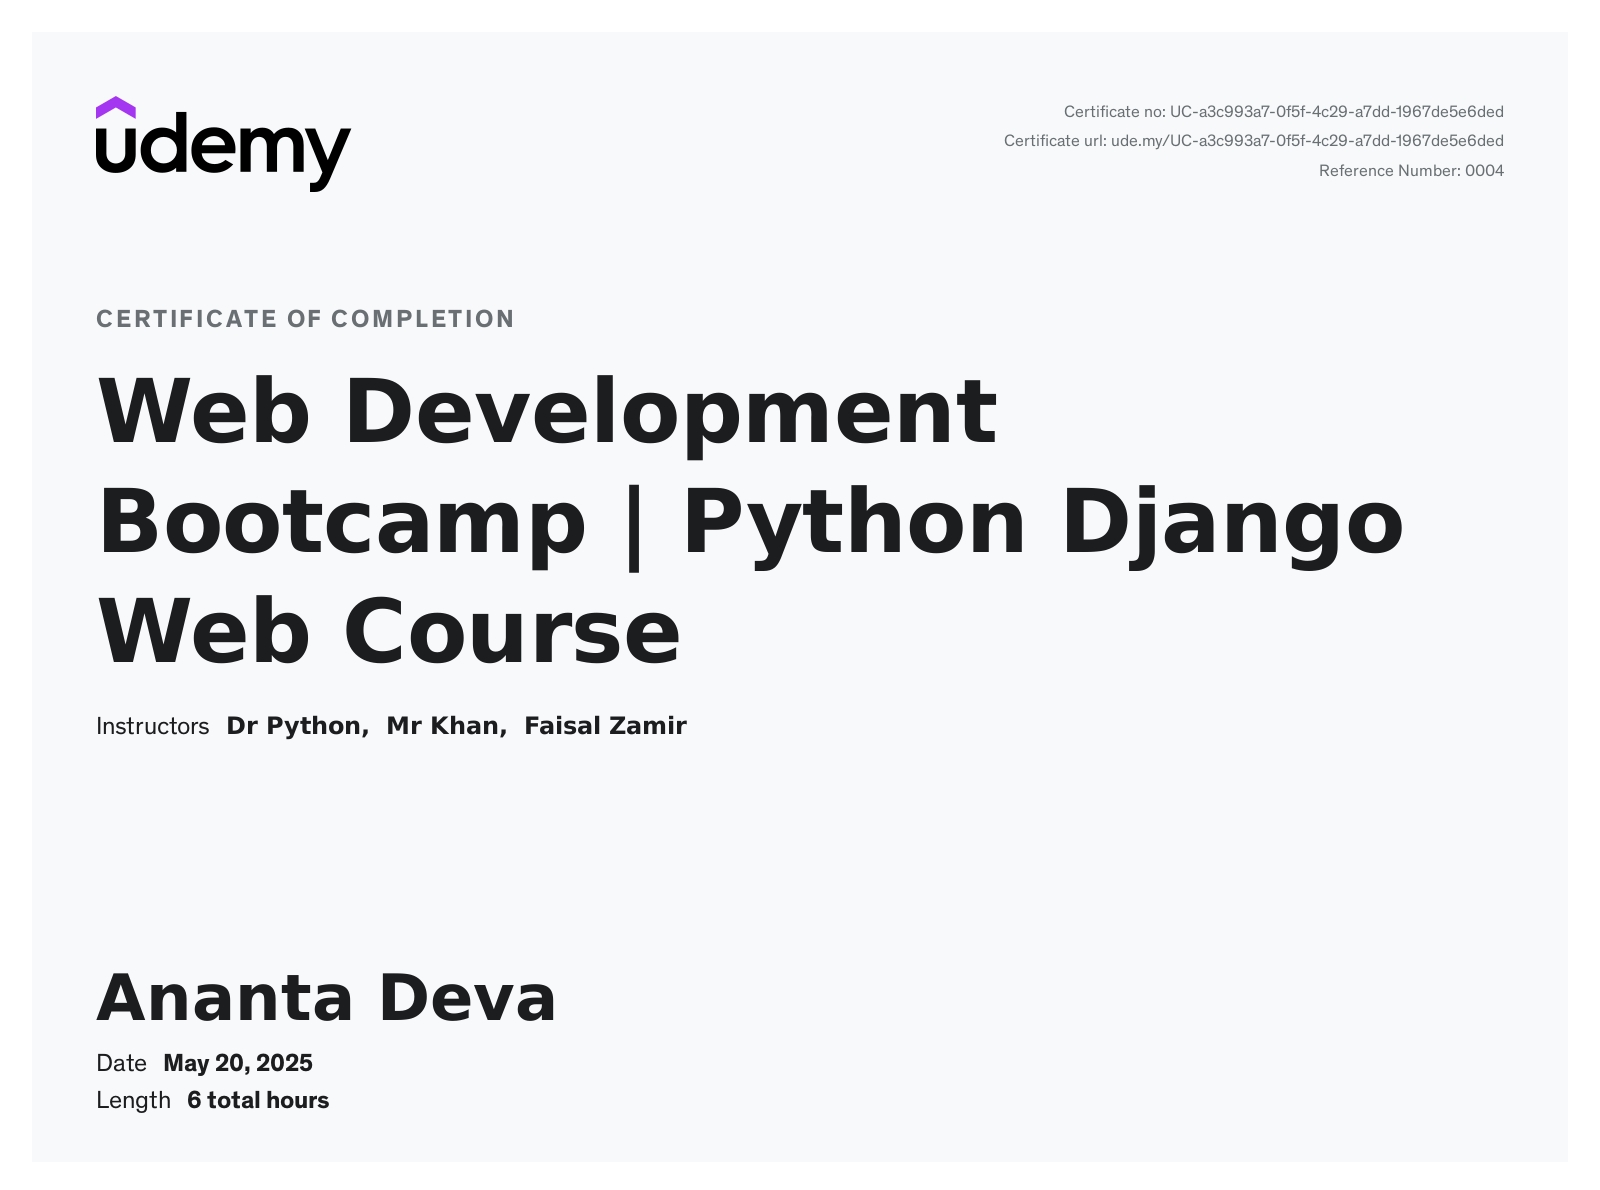 udemy
Certificate no: UC-a3c993a7-0f5f-4c29-a7dd-1967de5e6ded
Certificate url: ude.my/UC-a3c993a7-0f5f-4c29-a7dd-1967de5e6ded
Reference Number: 0004
CERTIFICATE OF COMPLETION
Web Development
Bootcamp | Python Django
Web Course
Instructors Dr Python, Mr Khan, Faisal Zamir
Ananta Deva
Date May 20, 2025
Length 6 total hours